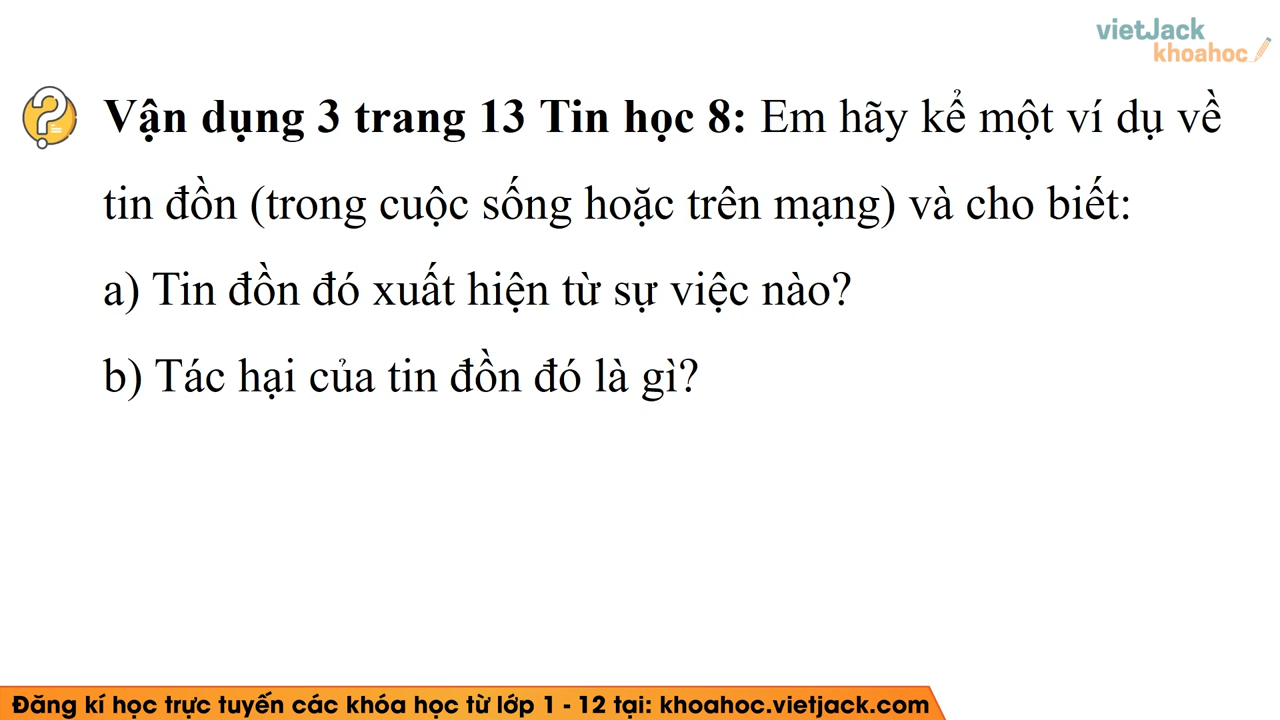 vietJack
khoahoc
Vận dụng 3 trang 13 Tin học 8: Em hãy kể một ví dụ về
tin đồn (trong cuộc sống hoặc trên mạng) và cho biết:
a) Tin đồn đó xuất hiện từ sự việc nào?
b) Tác hại của tin đồn đó là gì?
Đăng kí học trực tuyến các khóa học từ lớp 1 - 12 tại: khoahoc.vietjack.com